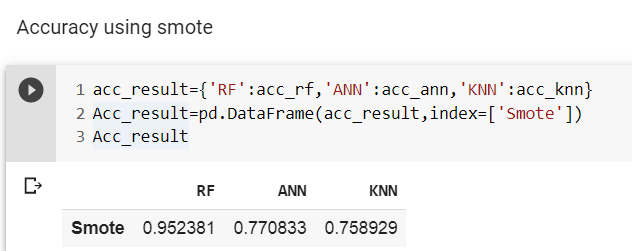 Accuracy using smote
1 acc_result={'RF':acc_rf,'ANN':acc_ann,'KNN':acc_knn}
2 Acc_result=pd.DataFrame(acc_result,index=['Smote'])
3 Acc_result
RF ANN KNN
Smote 0.952381 0.770833 0.758929